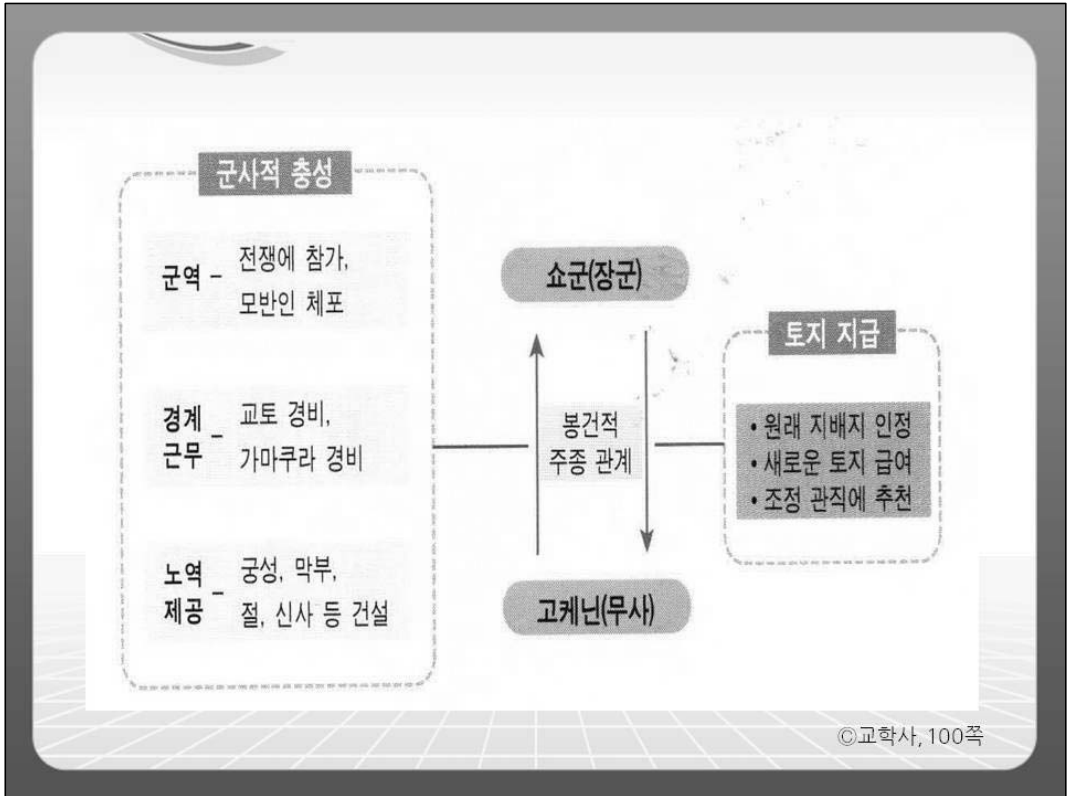 군사적 충성
군역 - 전쟁에 참가,
모반인 체포
경계
근무 - 교토 경비,
가마쿠라 경비
노역
제공 - 궁성, 막부,
절, 신사 등 건설
쇼군(장군)
봉건적
주종 관계
고케닌(무사)
토지 지급
• 원래 지배지 인정
• 새로운 토지 급여
• 조정 관직에 추천
©교학사, 100쪽